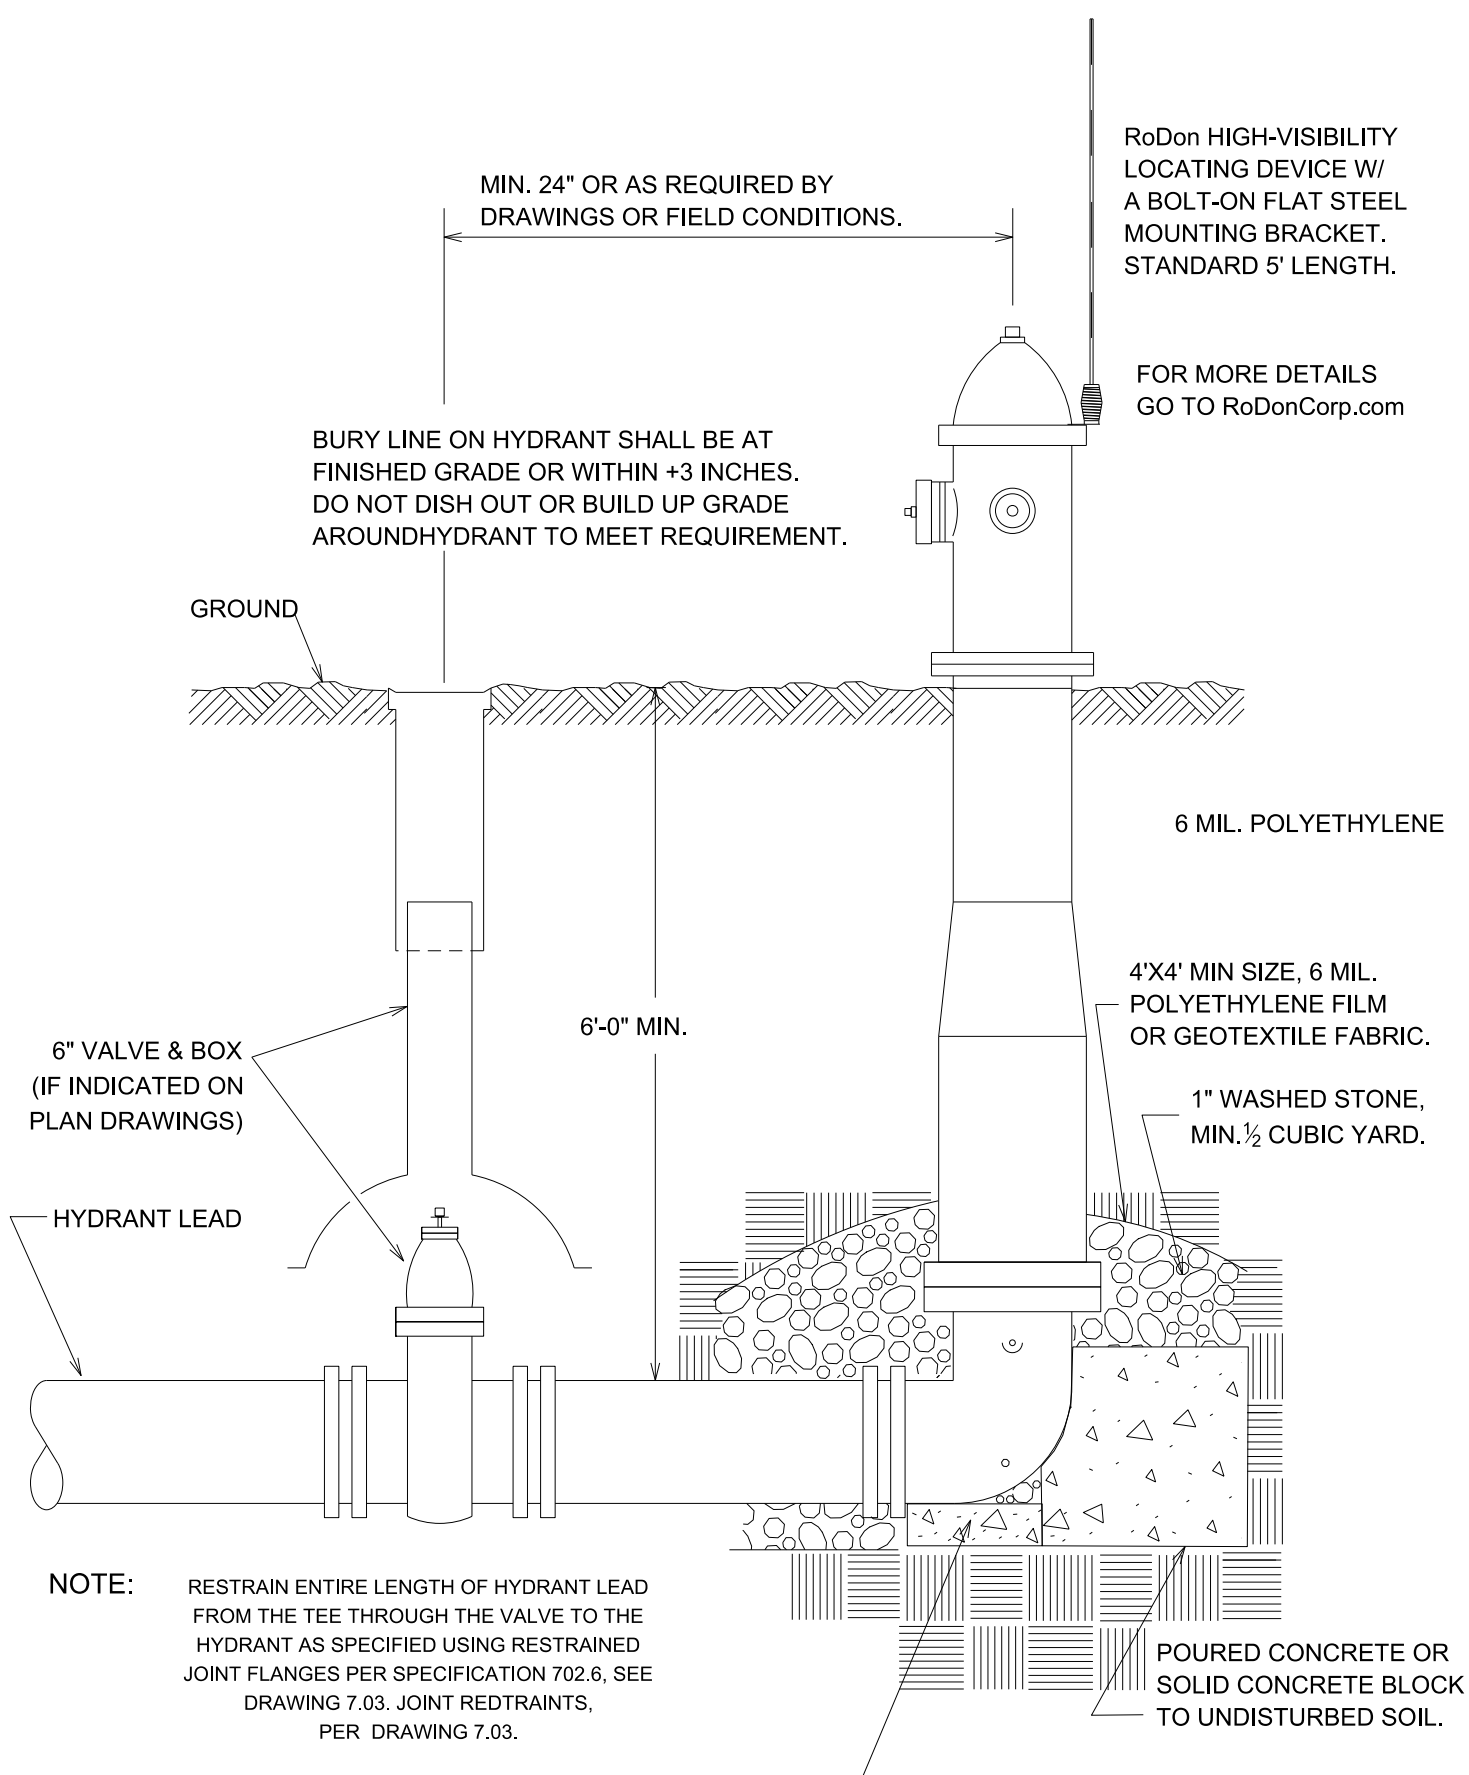 RoDon HIGH-VISIBILITY
LOCATING DEVICE W/
A BOLT-ON FLAT STEEL
MOUNTING BRACKET.
STANDARD 5' LENGTH.
MIN. 24" OR AS REQUIRED BY
DRAWINGS OR FIELD CONDITIONS.
FOR MORE DETAILS
GO TO RoDonCorp.com
BURY LINE ON HYDRANT SHALL BE AT
FINISHED GRADE OR WITHIN +3 INCHES.
DO NOT DISH OUT OR BUILD UP GRADE
AROUNDHYDRANT TO MEET REQUIREMENT.
GROUND
6 MIL. POLYETHYLENE
4'X4' MIN SIZE, 6 MIL.
POLYETHYLENE FILM
OR GEOTEXTILE FABRIC.
6'-0" MIN.
6" VALVE & BOX
(IF INDICATED ON
PLAN DRAWINGS)
1" WASHED STONE,
MIN.½ CUBIC YARD.
HYDRANT LEAD
NOTE:
RESTRAIN ENTIRE LENGTH OF HYDRANT LEAD
FROM THE TEE THROUGH THE VALVE TO THE
HYDRANT AS SPECIFIED USING RESTRAINED
JOINT FLANGES PER SPECIFICATION 702.6, SEE
DRAWING 7.03. JOINT REDTRAINTS,
PER DRAWING 7.03.
POURED CONCRETE OR
SOLID CONCRETE BLOCK
TO UNDISTURBED SOIL.